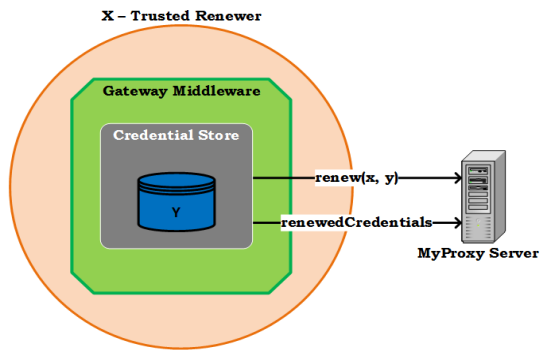 X – Trusted Renewer
Gateway Middleware
Credential Store
Y
renew(x, y)
renewedCredentials
MyProxy Server